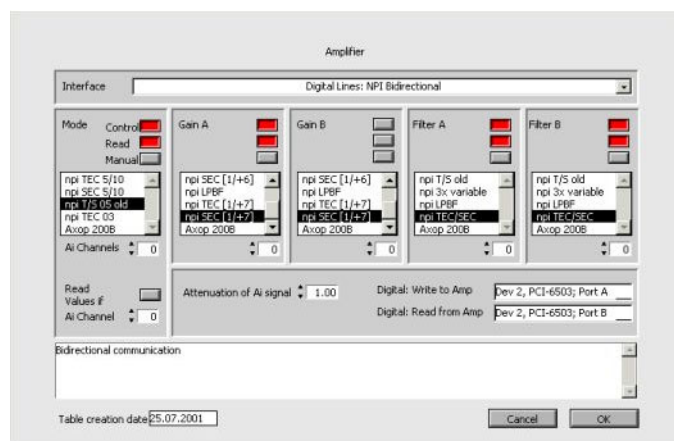 Amplifier
Interface Digital Lines: NPI Bidirectional
Mode Control Gain A Gain B Filter A Filter B
Read
Manual
npi TEC 5/10 npi SEC [1/+6] npi SEC [1/+6] npi T/S old npi T/S old
npi SEC 5/10 npi LPBF npi LPBF npi 3x variable npi 3x variable
npi T/S 05 old npi TEC [1/+7] npi TEC [1/+7] npi LPBF npi LPBF
npi TEC 03 npi SEC [1/+7] npi SEC [1/+7] npi TEC/SEC npi TEC/SEC
Axop 200B Axop 200B Axop 200B Axop 200B Axop 200B
Ai Channels 0 0 0 0 0
Read
Values if
Ai Channel 0
Attenuation of Ai signal 1.00 Digital: Write to Amp Dev 2, PCI-6503; Port A
Digital: Read from Amp Dev 2, PCI-6503; Port B
Bidirectional communication
Table creation date 25.07.2001 Cancel OK